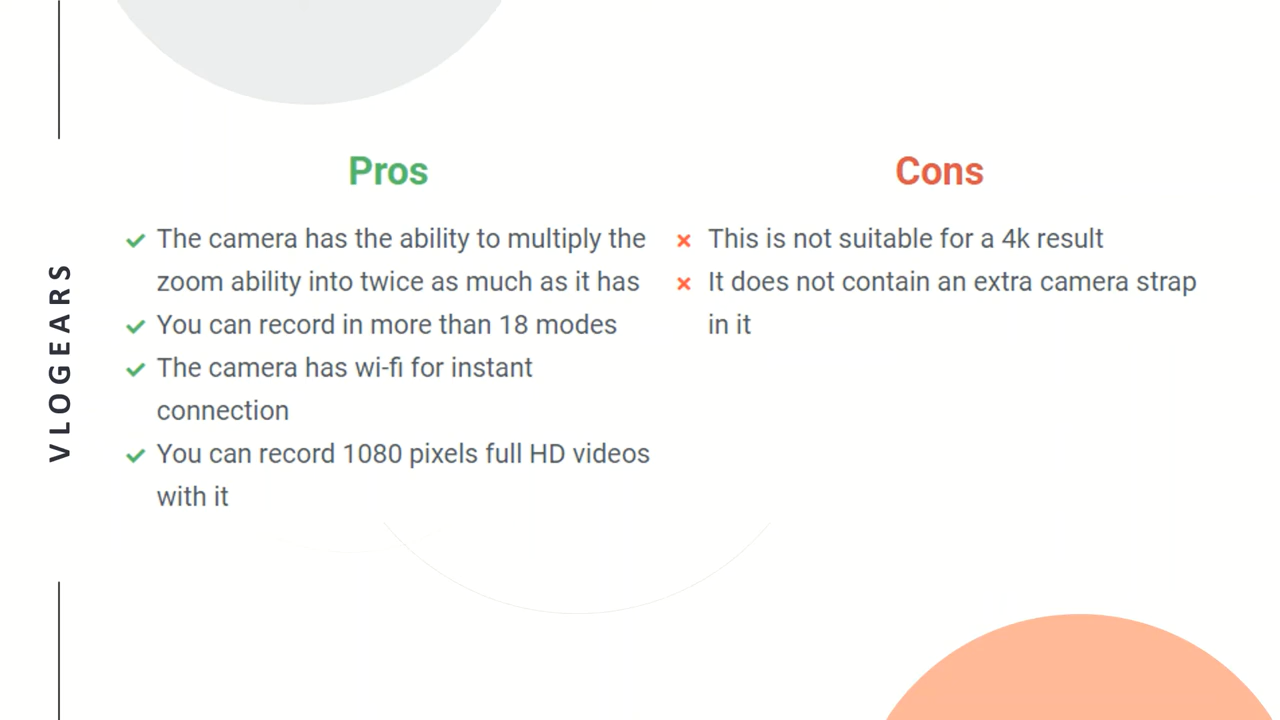 VLOGEARS
Pros
The camera has the ability to multiply the
zoom ability into twice as much as it has
You can record in more than 18 modes
The camera has wi-fi for instant
connection
You can record 1080 pixels full HD videos
with it
Cons
This is not suitable for a 4k result
It does not contain an extra camera strap
in it